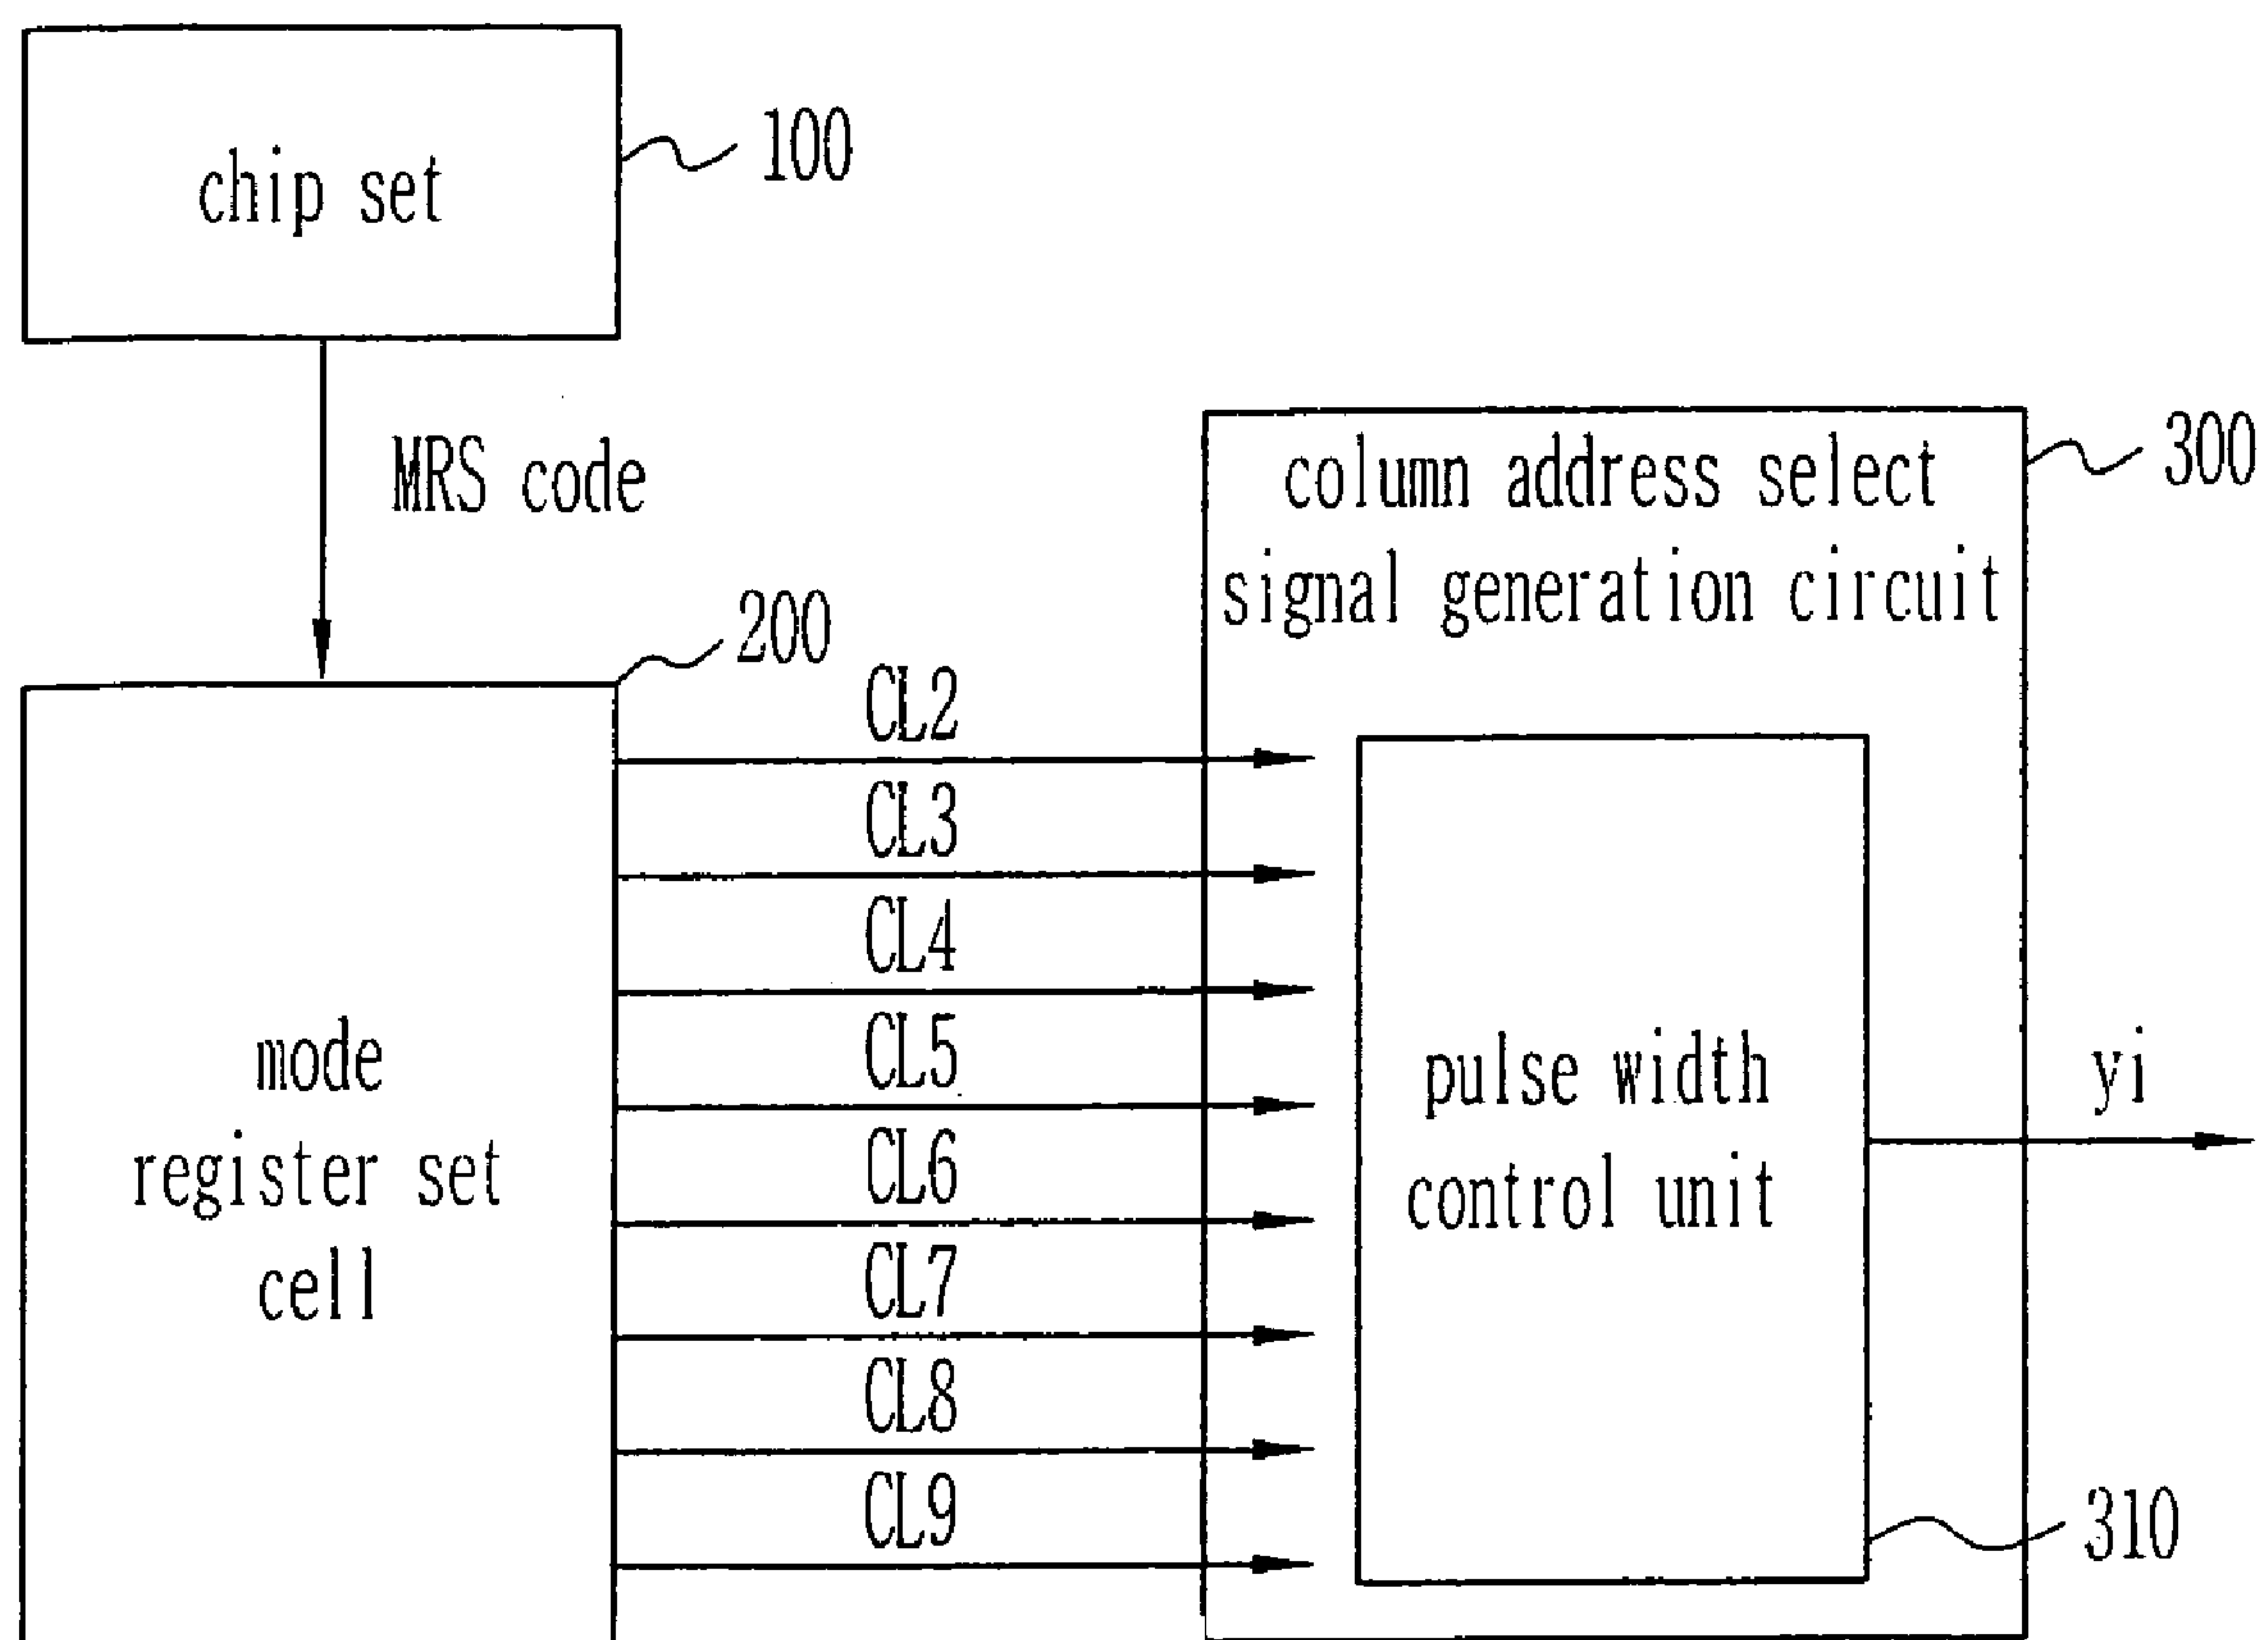 chip set
100
MRS code
column address select
signal generation circuit
300
200
CL2
CL3
CL4
CL5
CL6
CL7
CL8
CL9
mode
register set
cell
pulse width
control unit
yi
310